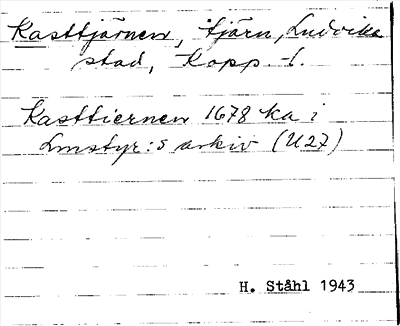 Kasttjärnen, tjärn, Ludvika
stad, Kopp. l.
Kasttiernen 1678 ka i
Lmstyr:s arkiv (U27)
H. Ståhl 1943